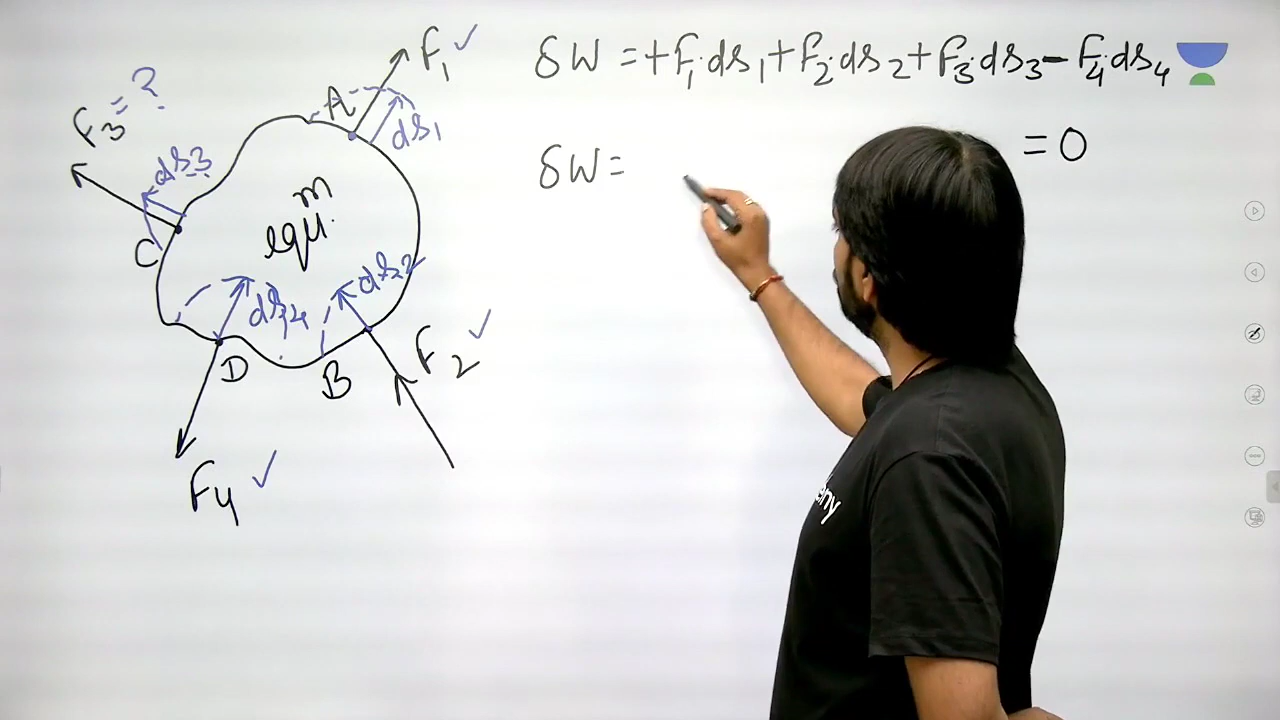 δW = + F1.ds1 + F2.ds2 + F3.ds3 - F4.ds4
= 0
δW =
F1 ✓
A
ds1
F3 = ?
ds3
C
m
equi.
ds2
ds4
D
B
F2 ✓
F4 ✓